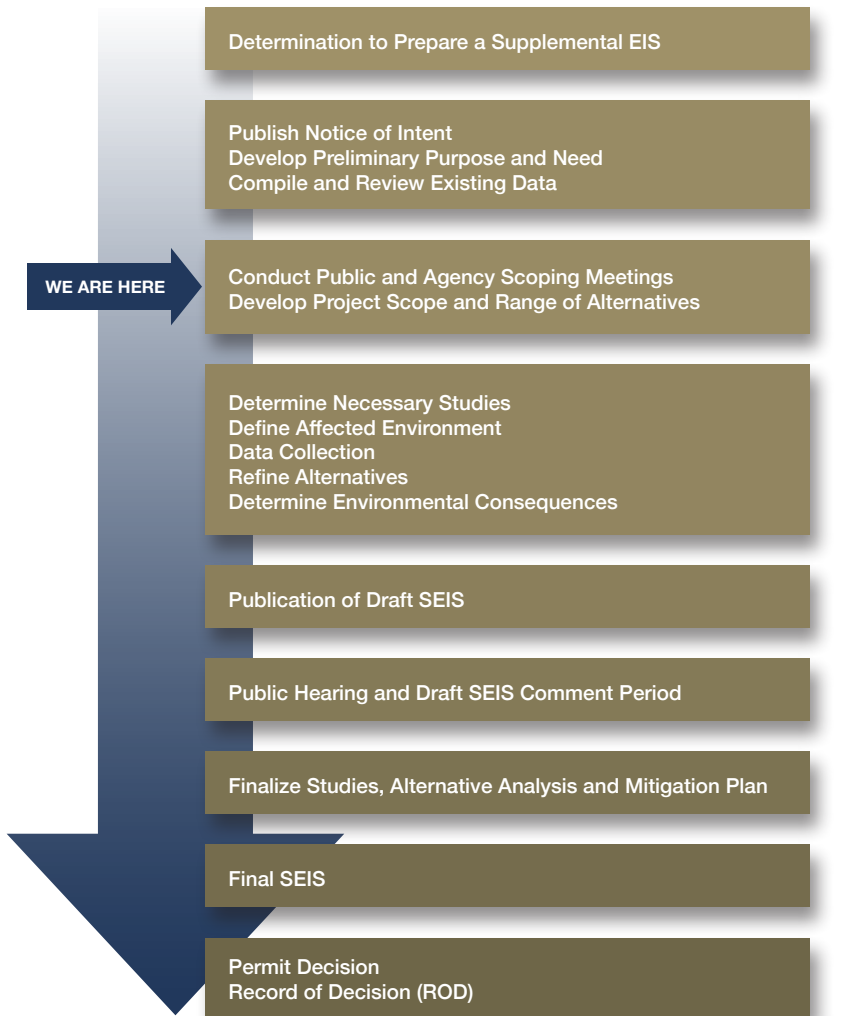 Determination to Prepare a Supplemental EIS
Publish Notice of Intent
Develop Preliminary Purpose and Need
Compile and Review Existing Data
WE ARE HERE
Conduct Public and Agency Scoping Meetings
Develop Project Scope and Range of Alternatives
Determine Necessary Studies
Define Affected Environment
Data Collection
Refine Alternatives
Determine Environmental Consequences
Publication of Draft SEIS
Public Hearing and Draft SEIS Comment Period
Finalize Studies, Alternative Analysis and Mitigation Plan
Final SEIS
Permit Decision
Record of Decision (ROD)